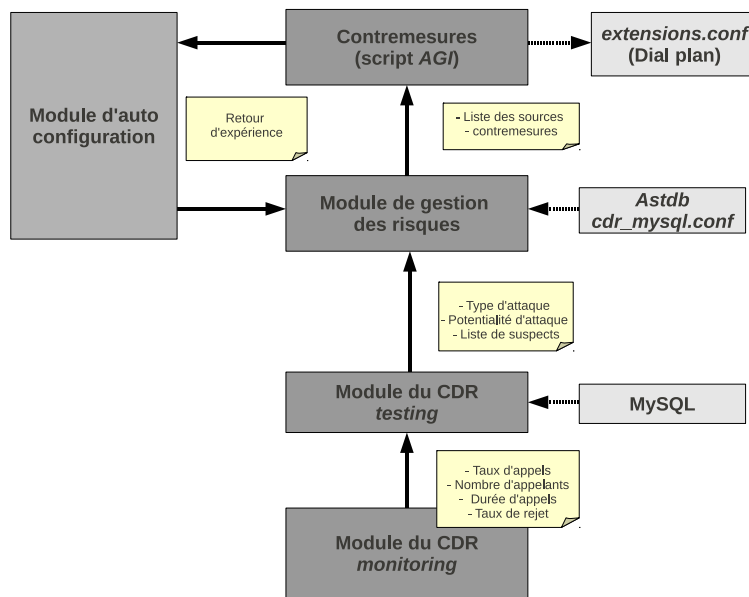 Contremesures
(script AGI)
extensions.conf
(Dial plan)
Module d'auto
configuration
Retour
d'expérience
- Liste des sources
- contremesures
Module de gestion
des risques
Astdb
cdr_mysql.conf
- Type d'attaque
- Potentialité d'attaque
- Liste de suspects
Module du CDR
testing
MySQL
- Taux d'appels
- Nombre d'appelants
- Durée d'appels
- Taux de rejet
Module du CDR
monitoring